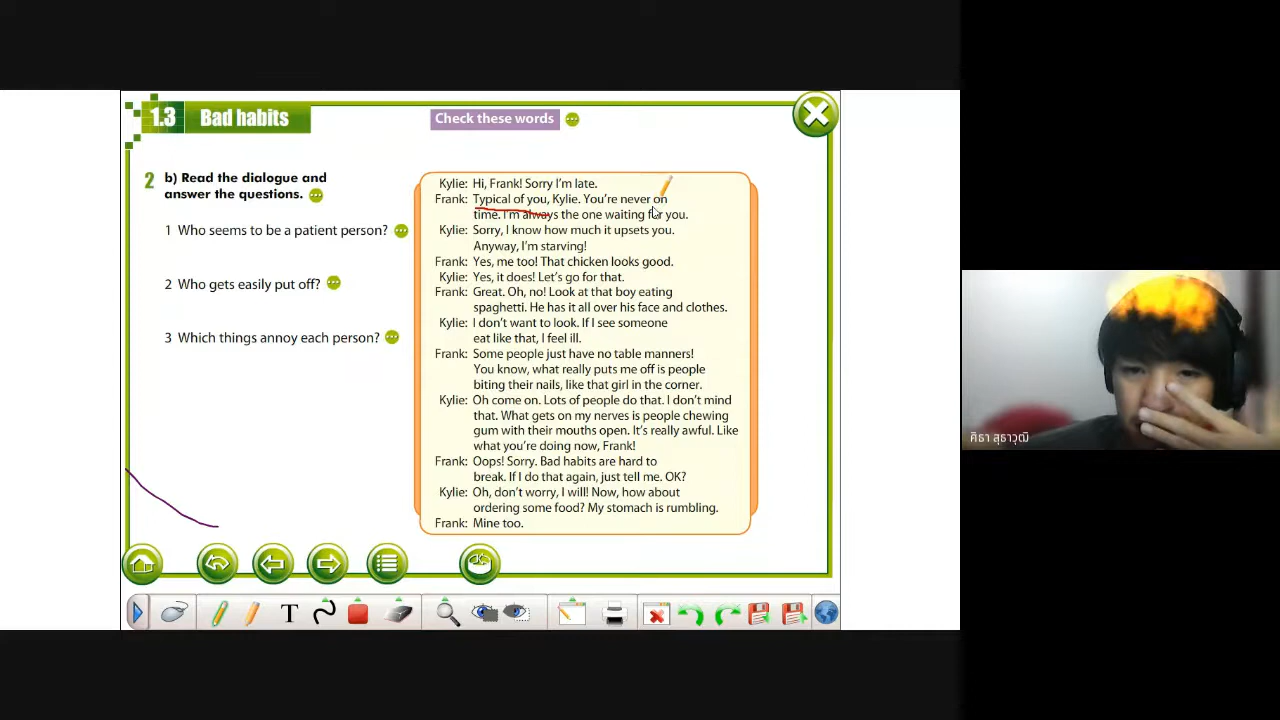 1.3 Bad habits
Check these words
2 b) Read the dialogue and
answer the questions.
1 Who seems to be a patient person?
2 Who gets easily put off?
3 Which things annoy each person?
Kylie: Hi, Frank! Sorry I'm late.
Frank: Typical of you, Kylie. You're never on
time. I'm always the one waiting for you.
Kylie: Sorry, I know how much it upsets you.
Anyway, I'm starving!
Frank: Yes, me too! That chicken looks good.
Kylie: Yes, it does! Let's go for that.
Frank: Great. Oh, no! Look at that boy eating
spaghetti. He has it all over his face and clothes.
Kylie: I don't want to look. If I see someone
eat like that, I feel ill.
Frank: Some people just have no table manners!
You know, what really puts me off is people
biting their nails, like that girl in the corner.
Kylie: Oh come on. Lots of people do that. I don't mind
that. What gets on my nerves is people chewing
gum with their mouths open. It's really awful. Like
what you're doing now, Frank!
Frank: Oops! Sorry. Bad habits are hard to
break. If I do that again, just tell me. OK?
Kylie: Oh, don't worry, I will! Now, how about
ordering some food? My stomach is rumbling.
Frank: Mine too.
T
ศิธา สุธาวุฒิ